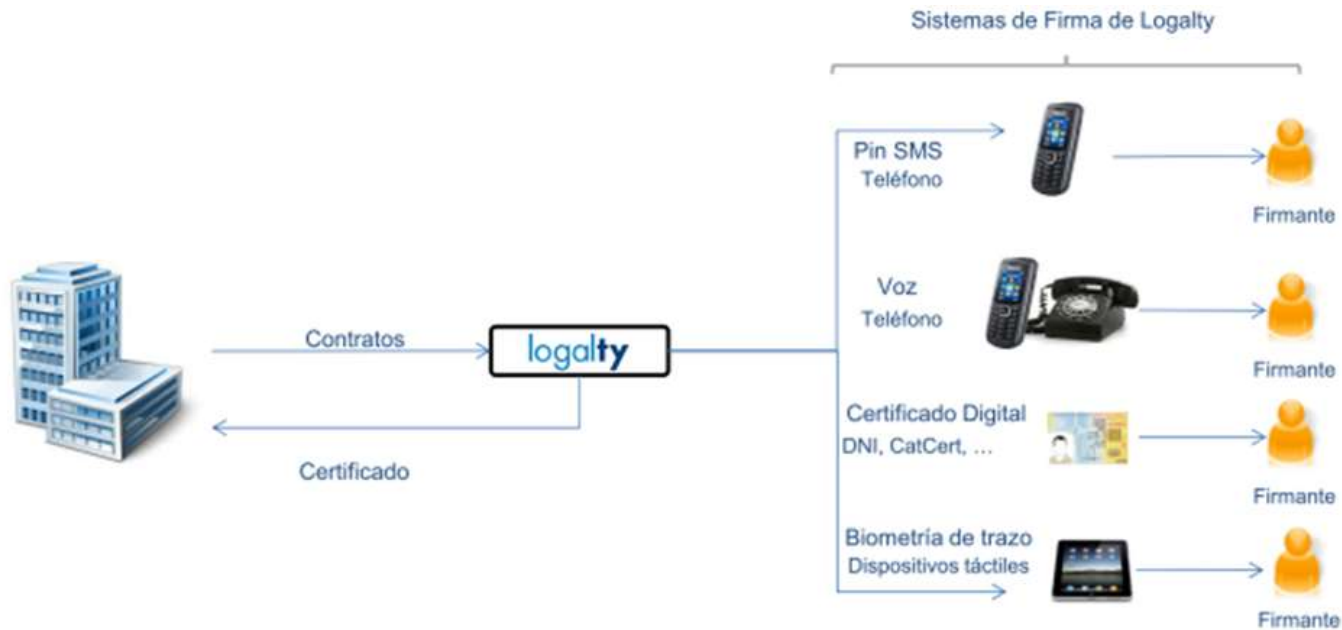 Sistemas de Firma de Logalty
Pin SMS
Teléfono
Firmante
Voz
Teléfono
Firmante
Contratos
logalty
Certificado
Certificado Digital
DNI, CatCert, ...
Firmante
Biometría de trazo
Dispositivos táctiles
Firmante